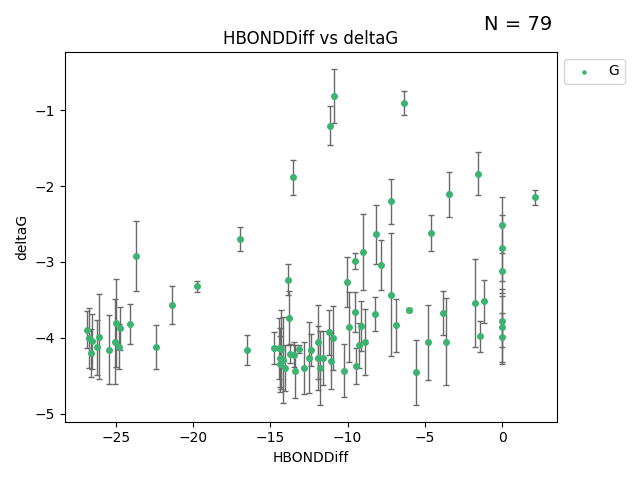 N = 79
HBONDDiff vs deltaG
G
deltaG
−1
−2
−3
−4
−5
−25
−20
−15
−10
−5
0
HBONDDiff